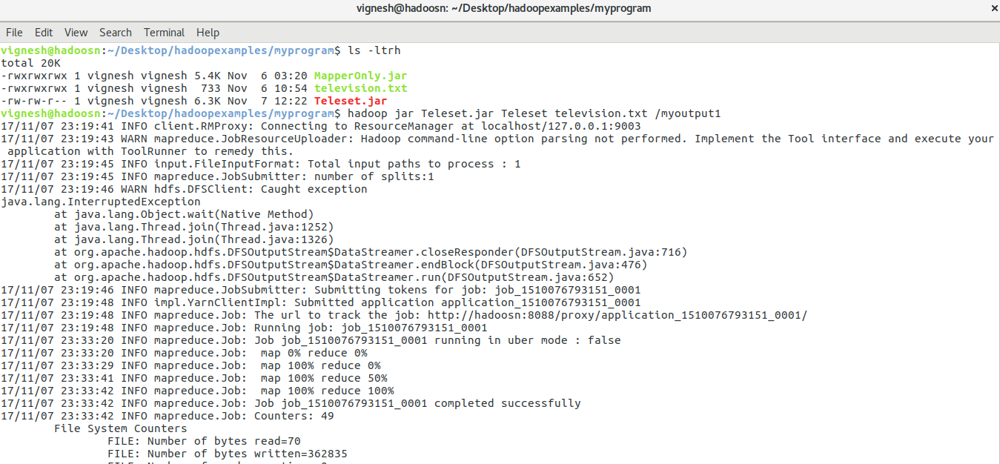 vignesh@hadoosn: ~/Desktop/hadoopexamples/myprogram ×
File Edit View Search Terminal Help
vignesh@hadoosn:~/Desktop/hadoopexamples/myprogram$ ls -ltrh
total 20K
-rwxrwxrwx 1 vignesh vignesh 5.4K Nov  6 03:20 MapperOnly.jar
-rwxrwxrwx 1 vignesh vignesh  733 Nov  6 10:54 television.txt
-rw-rw-r-- 1 vignesh vignesh 6.3K Nov  7 12:22 Teleset.jar
vignesh@hadoosn:~/Desktop/hadoopexamples/myprogram$ hadoop jar Teleset.jar Teleset television.txt /myoutput1
17/11/07 23:19:41 INFO client.RMProxy: Connecting to ResourceManager at localhost/127.0.0.1:9003
17/11/07 23:19:43 WARN mapreduce.JobResourceUploader: Hadoop command-line option parsing not performed. Implement the Tool interface and execute your
 application with ToolRunner to remedy this.
17/11/07 23:19:45 INFO input.FileInputFormat: Total input paths to process : 1
17/11/07 23:19:45 INFO mapreduce.JobSubmitter: number of splits:1
17/11/07 23:19:46 WARN hdfs.DFSClient: Caught exception
java.lang.InterruptedException
        at java.lang.Object.wait(Native Method)
        at java.lang.Thread.join(Thread.java:1252)
        at java.lang.Thread.join(Thread.java:1326)
        at org.apache.hadoop.hdfs.DFSOutputStream$DataStreamer.closeResponder(DFSOutputStream.java:716)
        at org.apache.hadoop.hdfs.DFSOutputStream$DataStreamer.endBlock(DFSOutputStream.java:476)
        at org.apache.hadoop.hdfs.DFSOutputStream$DataStreamer.run(DFSOutputStream.java:652)
17/11/07 23:19:46 INFO mapreduce.JobSubmitter: Submitting tokens for job: job_1510076793151_0001
17/11/07 23:19:48 INFO impl.YarnClientImpl: Submitted application application_1510076793151_0001
17/11/07 23:19:48 INFO mapreduce.Job: The url to track the job: http://hadoosn:8088/proxy/application_1510076793151_0001/
17/11/07 23:19:48 INFO mapreduce.Job: Running job: job_1510076793151_0001
17/11/07 23:33:20 INFO mapreduce.Job: Job job_1510076793151_0001 running in uber mode : false
17/11/07 23:33:20 INFO mapreduce.Job:  map 0% reduce 0%
17/11/07 23:33:29 INFO mapreduce.Job:  map 100% reduce 0%
17/11/07 23:33:41 INFO mapreduce.Job:  map 100% reduce 50%
17/11/07 23:33:42 INFO mapreduce.Job:  map 100% reduce 100%
17/11/07 23:33:42 INFO mapreduce.Job: Job job_1510076793151_0001 completed successfully
17/11/07 23:33:42 INFO mapreduce.Job: Counters: 49
        File System Counters
                FILE: Number of bytes read=70
                FILE: Number of bytes written=362835